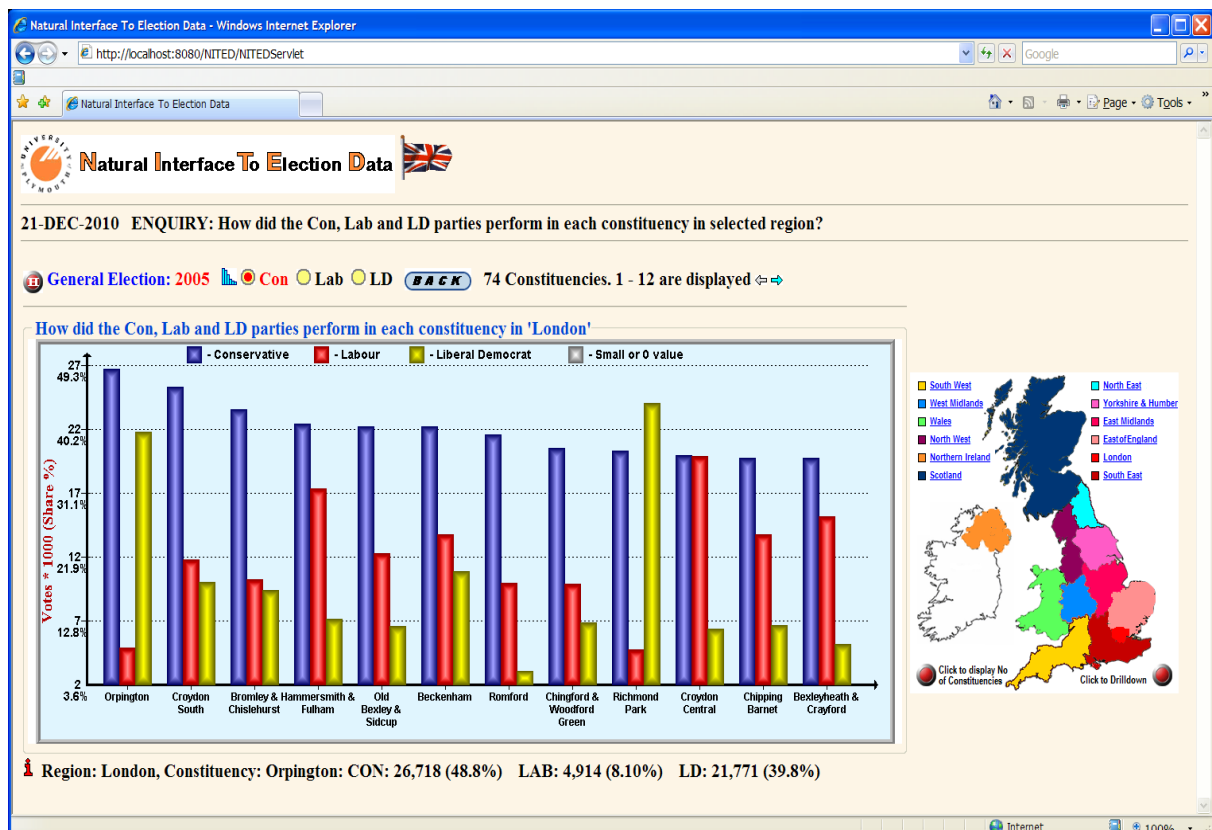 Natural Interface To Election Data - Windows Internet Explorer
http://localhost:8080/NITED/NITEDServlet
Google
Natural Interface To Election Data
Page
Tools
»
UNIVERSITY OF PLYMOUTH
Natural Interface To Election Data
21-DEC-2010 ENQUIRY: How did the Con, Lab and LD parties perform in each constituency in selected region?
H General Election: 2005 Con Lab LD BACK 74 Constituencies. 1 - 12 are displayed
How did the Con, Lab and LD parties perform in each constituency in 'London'
- Conservative - Labour - Liberal Democrat - Small or 0 value
Votes * 1000 (Share %)
27
49.3%
22
40.2%
17
31.1%
12
21.9%
7
12.8%
2
3.6%
Orpington
Croydon
South
Bromley &
Chislehurst
Hammersmith &
Fulham
Old
Bexley &
Sidcup
Beckenham
Romford
Chingford &
Woodford
Green
Richmond
Park
Croydon
Central
Chipping
Barnet
Bexleyheath &
Crayford
South West
West Midlands
Wales
North West
Northern Ireland
Scotland
North East
Yorkshire & Humber
East Midlands
EastofEngland
London
South East
Click to display No
of Constituencies
Click to Drilldown
i Region: London, Constituency: Orpington: CON: 26,718 (48.8%) LAB: 4,914 (8.10%) LD: 21,771 (39.8%)
Internet
100%